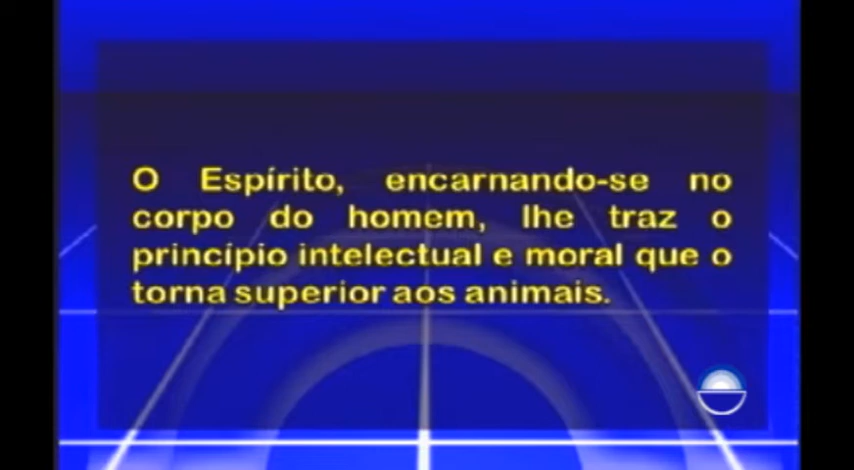 O Espírito, encarnando-se no
corpo do homem, lhe traz o
princípio intelectual e moral que o
torna superior aos animais.